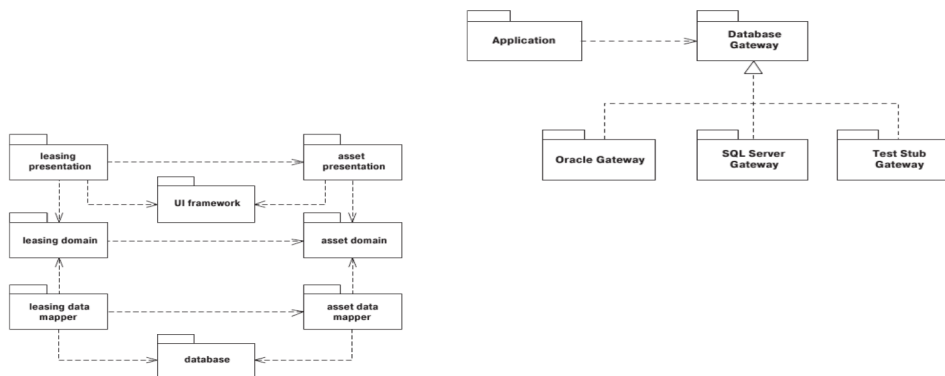 Application
Database
Gateway
Oracle Gateway
SQL Server
Gateway
Test Stub
Gateway
leasing
presentation
asset
presentation
UI framework
leasing domain
asset domain
leasing data
mapper
asset data
mapper
database